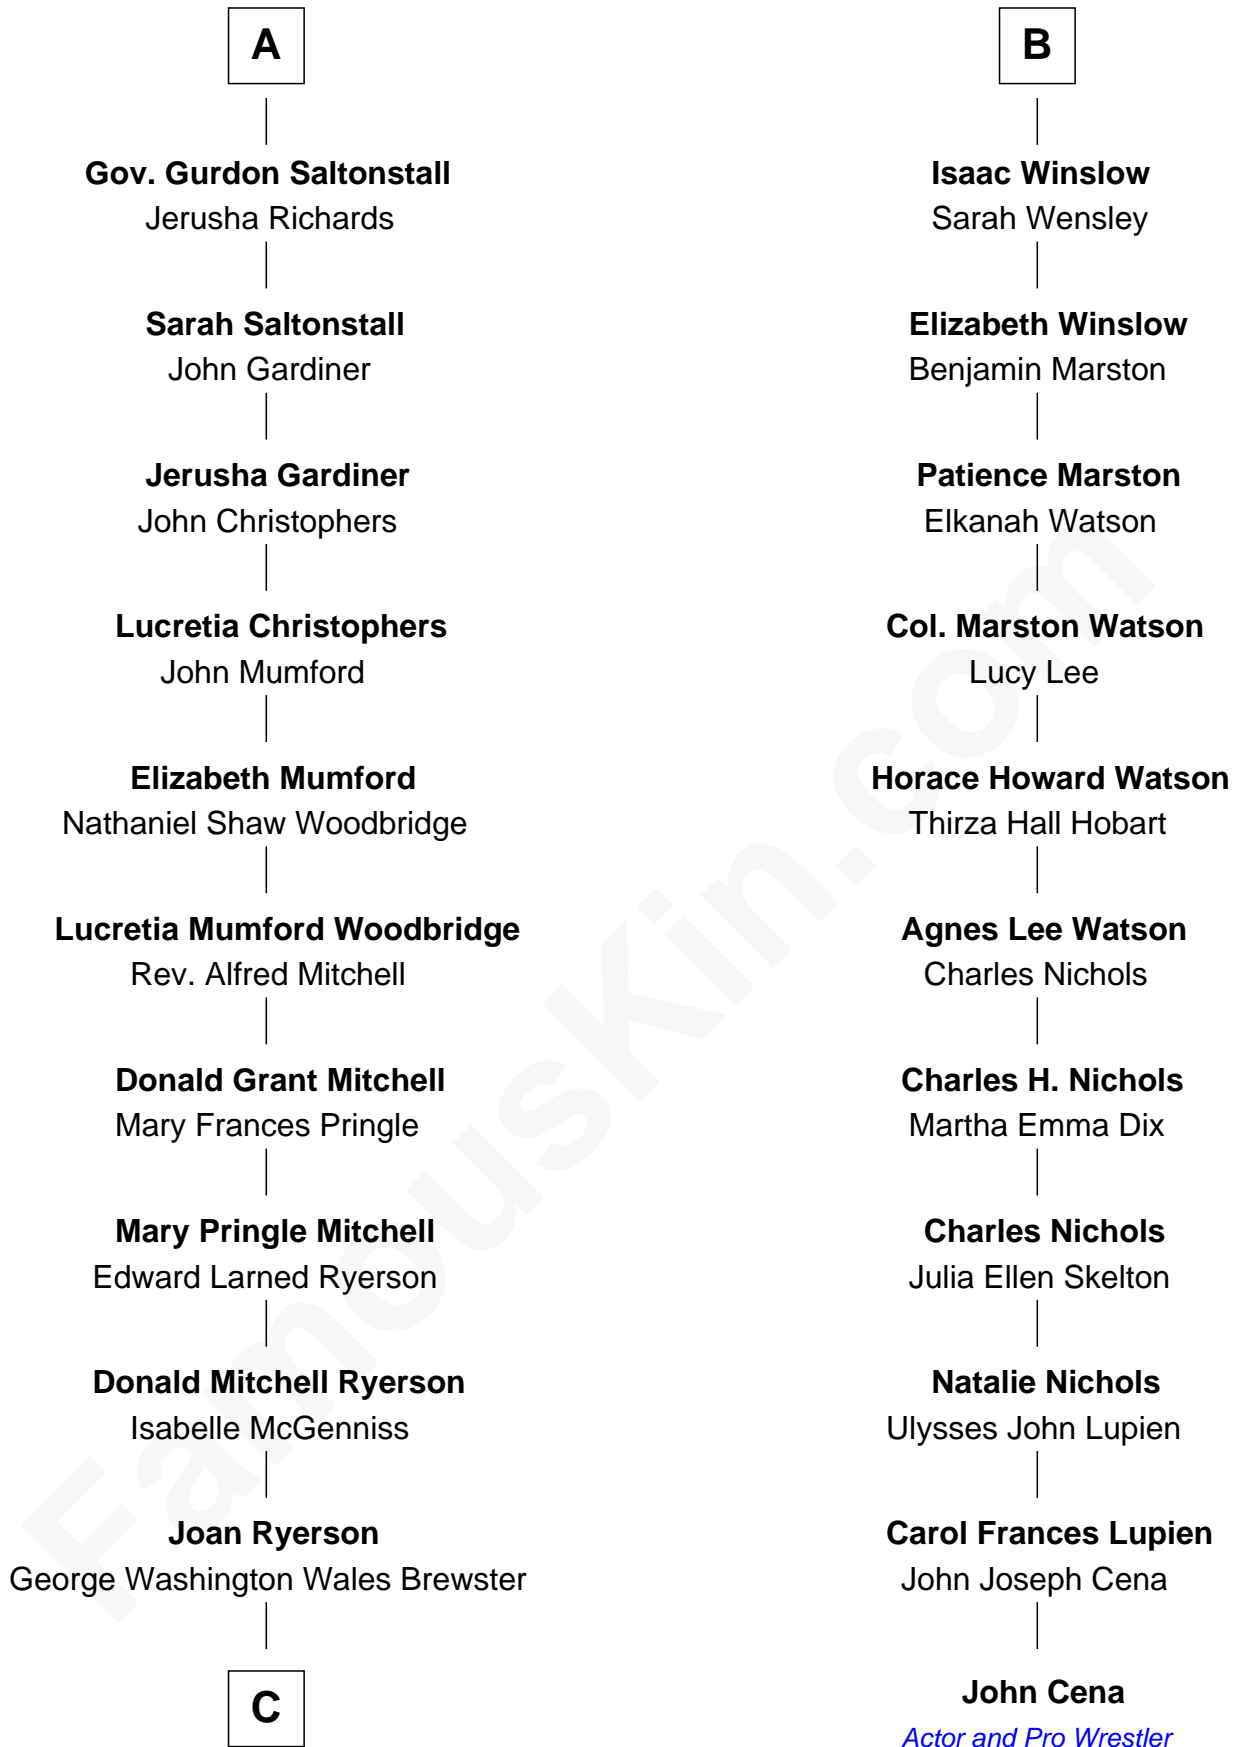 A
Gov. Gurdon Saltonstall
Jerusha Richards
Sarah Saltonstall
John Gardiner
Jerusha Gardiner
John Christophers
Lucretia Christophers
John Mumford
Elizabeth Mumford
Nathaniel Shaw Woodbridge
Lucretia Mumford Woodbridge
Rev. Alfred Mitchell
Donald Grant Mitchell
Mary Frances Pringle
Mary Pringle Mitchell
Edward Larned Ryerson
Donald Mitchell Ryerson
Isabelle McGenniss
Joan Ryerson
George Washington Wales Brewster
C
B
Isaac Winslow
Sarah Wensley
Elizabeth Winslow
Benjamin Marston
Patience Marston
Elkanah Watson
Col. Marston Watson
Lucy Lee
Horace Howard Watson
Thirza Hall Hobart
Agnes Lee Watson
Charles Nichols
Charles H. Nichols
Martha Emma Dix
Charles Nichols
Julia Ellen Skelton
Natalie Nichols
Ulysses John Lupien
Carol Frances Lupien
John Joseph Cena
John Cena
Actor and Pro Wrestler
FamousKin.com